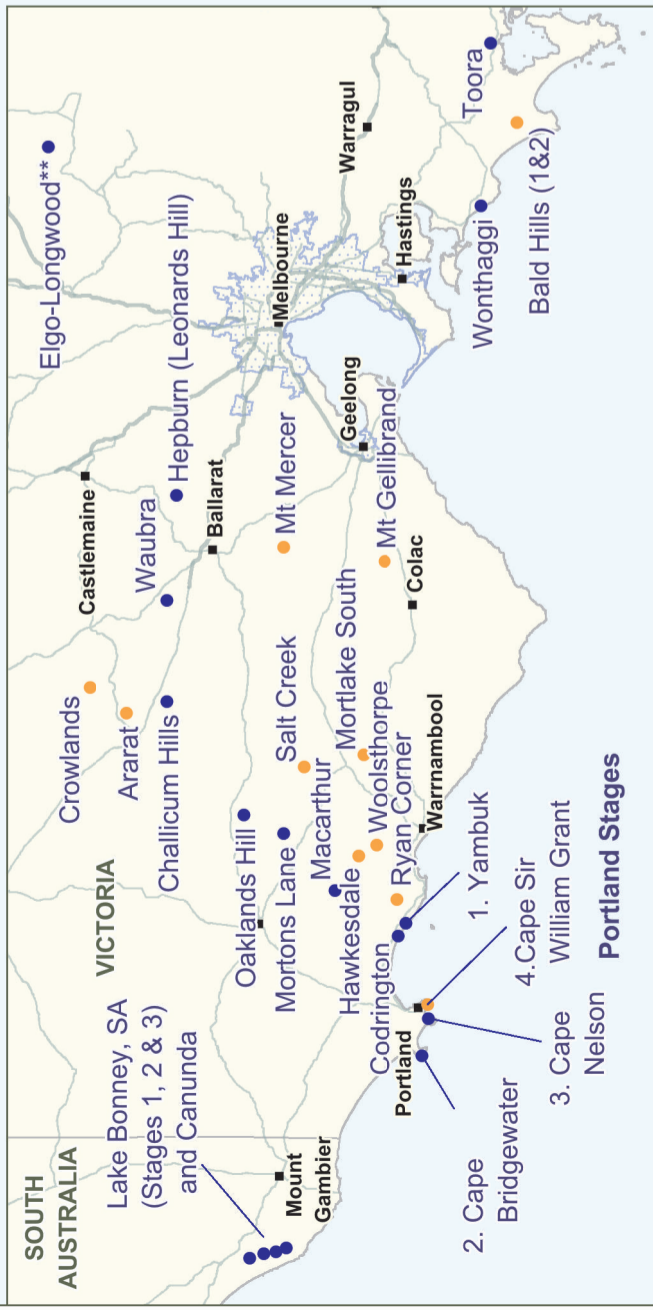 SOUTH
AUSTRALIA
Lake Bonney, SA
(Stages 1, 2 & 3)
and Canunda
Mount
Gambier
VICTORIA
Crowlands
Ararat
Challicum Hills
Castlemaine
Waubra
Hepburn (Leonards Hill)
Ballarat
Elgo-Longwood**
Melbourne
Oaklands Hill
Mortons Lane
Macarthur
Hawkesdale
Codrington
Salt Creek
Mortlake South
Woolsthorpe
Ryan Corner
Warrnambool
Mt Mercer
Mt Gellibrand
Geelong
Colac
Warragul
Hastings
Toora
Wonthaggi
Bald Hills (1&2)
Portland
1. Yambuk
2. Cape
Bridgewater
3. Cape
Nelson
4.Cape Sir
William Grant
Portland Stages